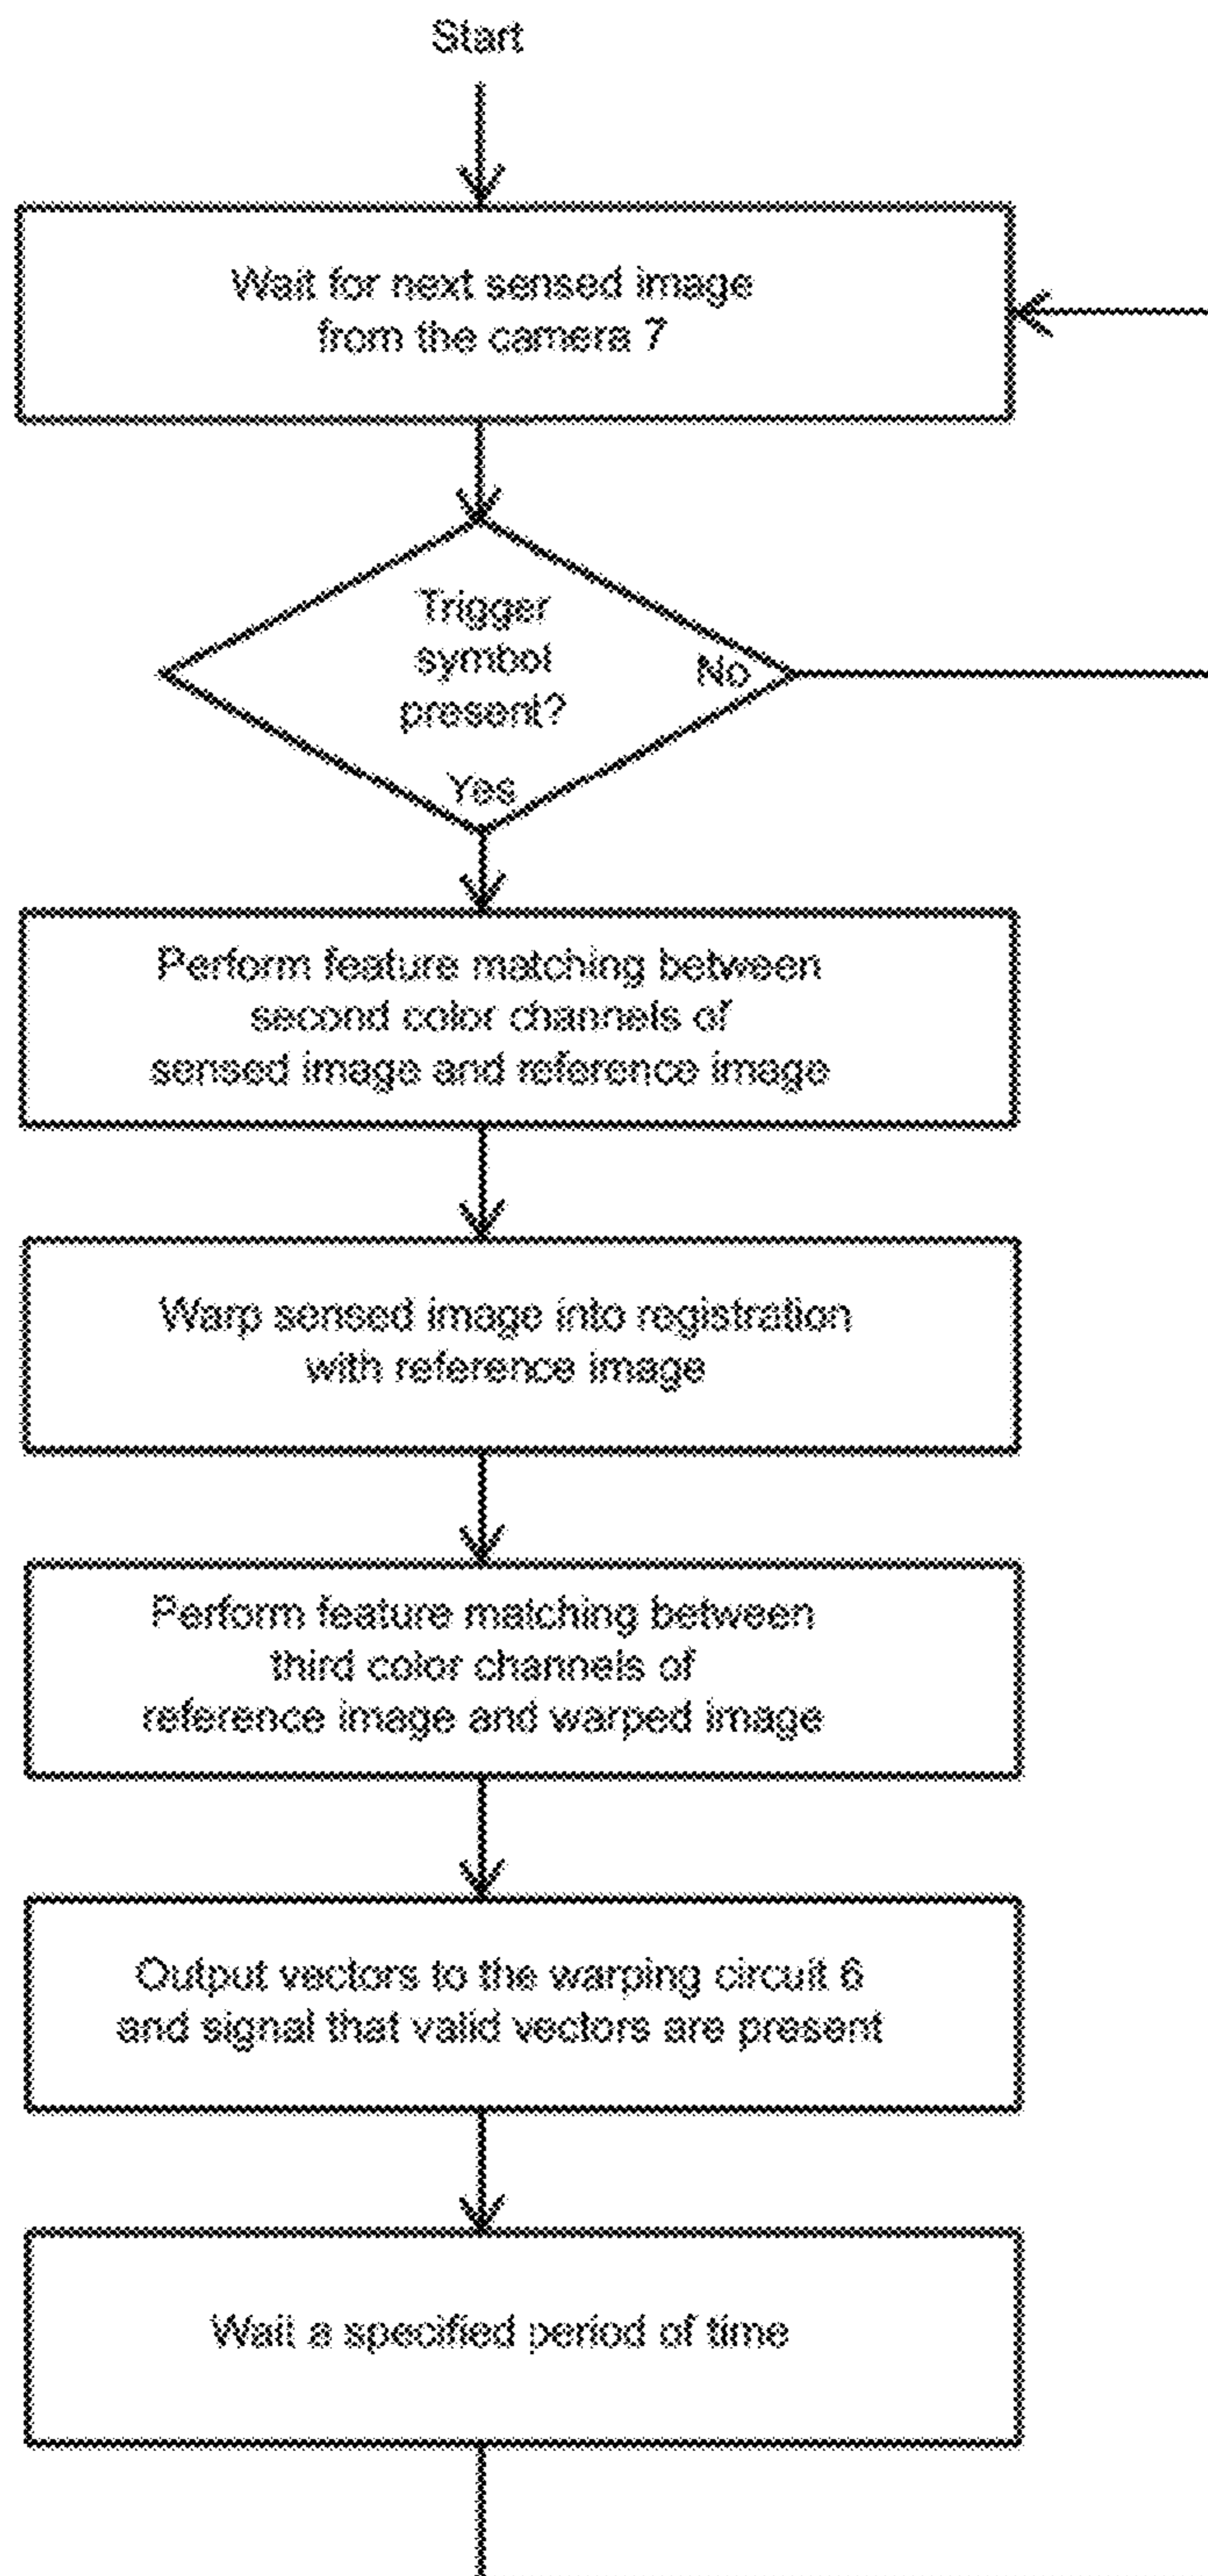 Start
Wait for next sensed image
from the camera 7
Trigger
symbol
present?
No
Yes
Perform feature matching between
second color channels of
sensed image and reference image
Warp sensed image into registration
with reference image
Perform feature matching between
third color channels of
reference image and warped image
Output vectors to the warping circuit 6
and signal that valid vectors are present
Wait a specified period of time